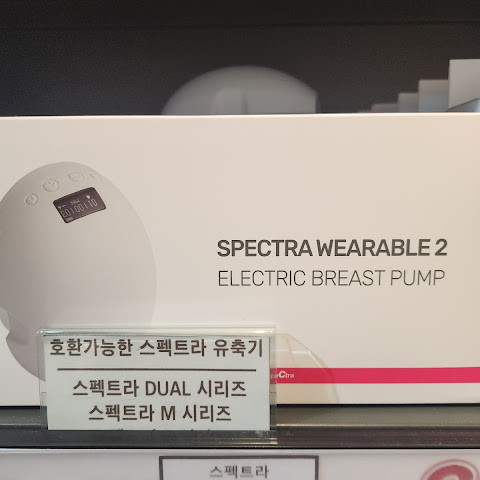 SPECTRA WEARABLE 2
ELECTRIC BREAST PUMP
호환가능한 스펙트라 유축기
스펙트라 DUAL 시리즈
스펙트라 M 시리즈
스펙트라